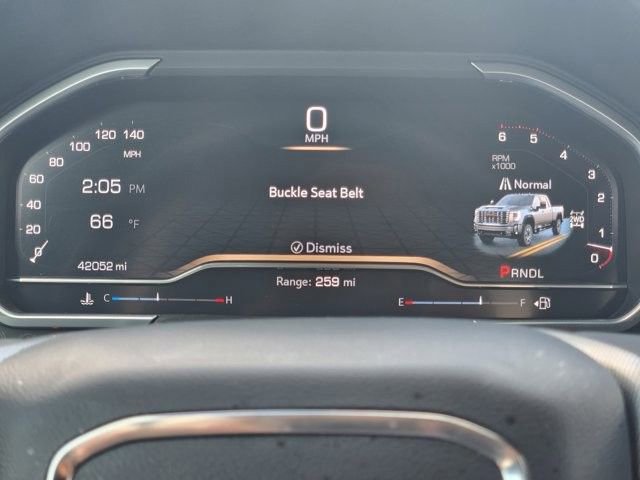 0
MPH
20
40
60
80
100
120
140
MPH
2:05 PM
66 °F
42052 mi
Buckle Seat Belt
Dismiss
Range: 259 mi
C H
E F
6 5 4 3 2 1 0
RPM
x1000
Normal
2WD
PRNDL
0